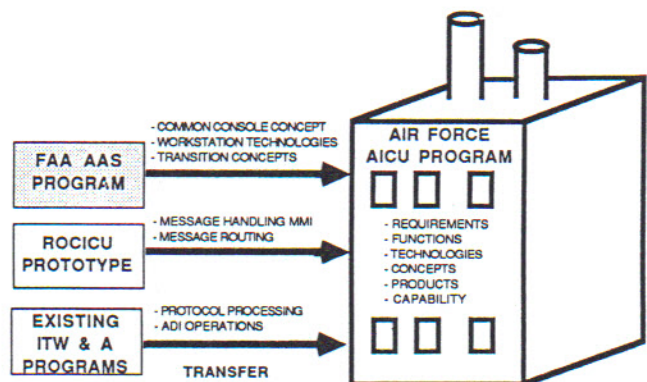 FAA AAS
PROGRAM
- COMMON CONSOLE CONCEPT
- WORKSTATION TECHNOLOGIES
- TRANSITION CONCEPTS
ROCICU
PROTOTYPE
- MESSAGE HANDLING MMI
- MESSAGE ROUTING
EXISTING
ITW & A
PROGRAMS
- PROTOCOL PROCESSING
- ADI OPERATIONS
TRANSFER
AIR FORCE
AICU PROGRAM
- REQUIREMENTS
- FUNCTIONS
- TECHNOLOGIES
- CONCEPTS
- PRODUCTS
- CAPABILITY